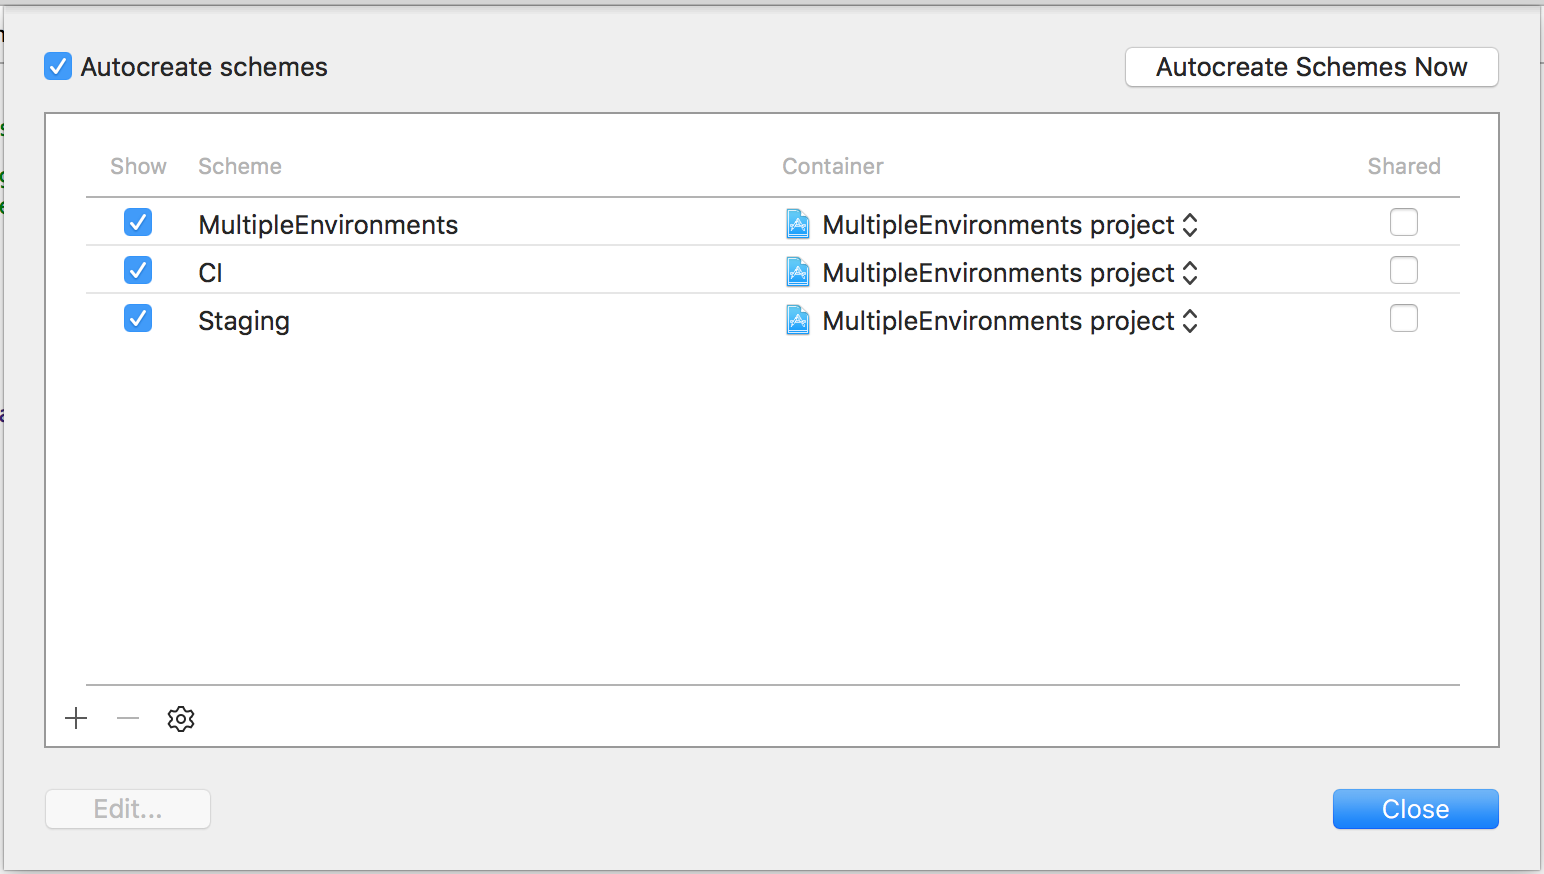 Autocreate schemes
Autocreate Schemes Now
Show Scheme Container Shared
MultipleEnvironments MultipleEnvironments project
CI MultipleEnvironments project
Staging MultipleEnvironments project
Edit...
Close